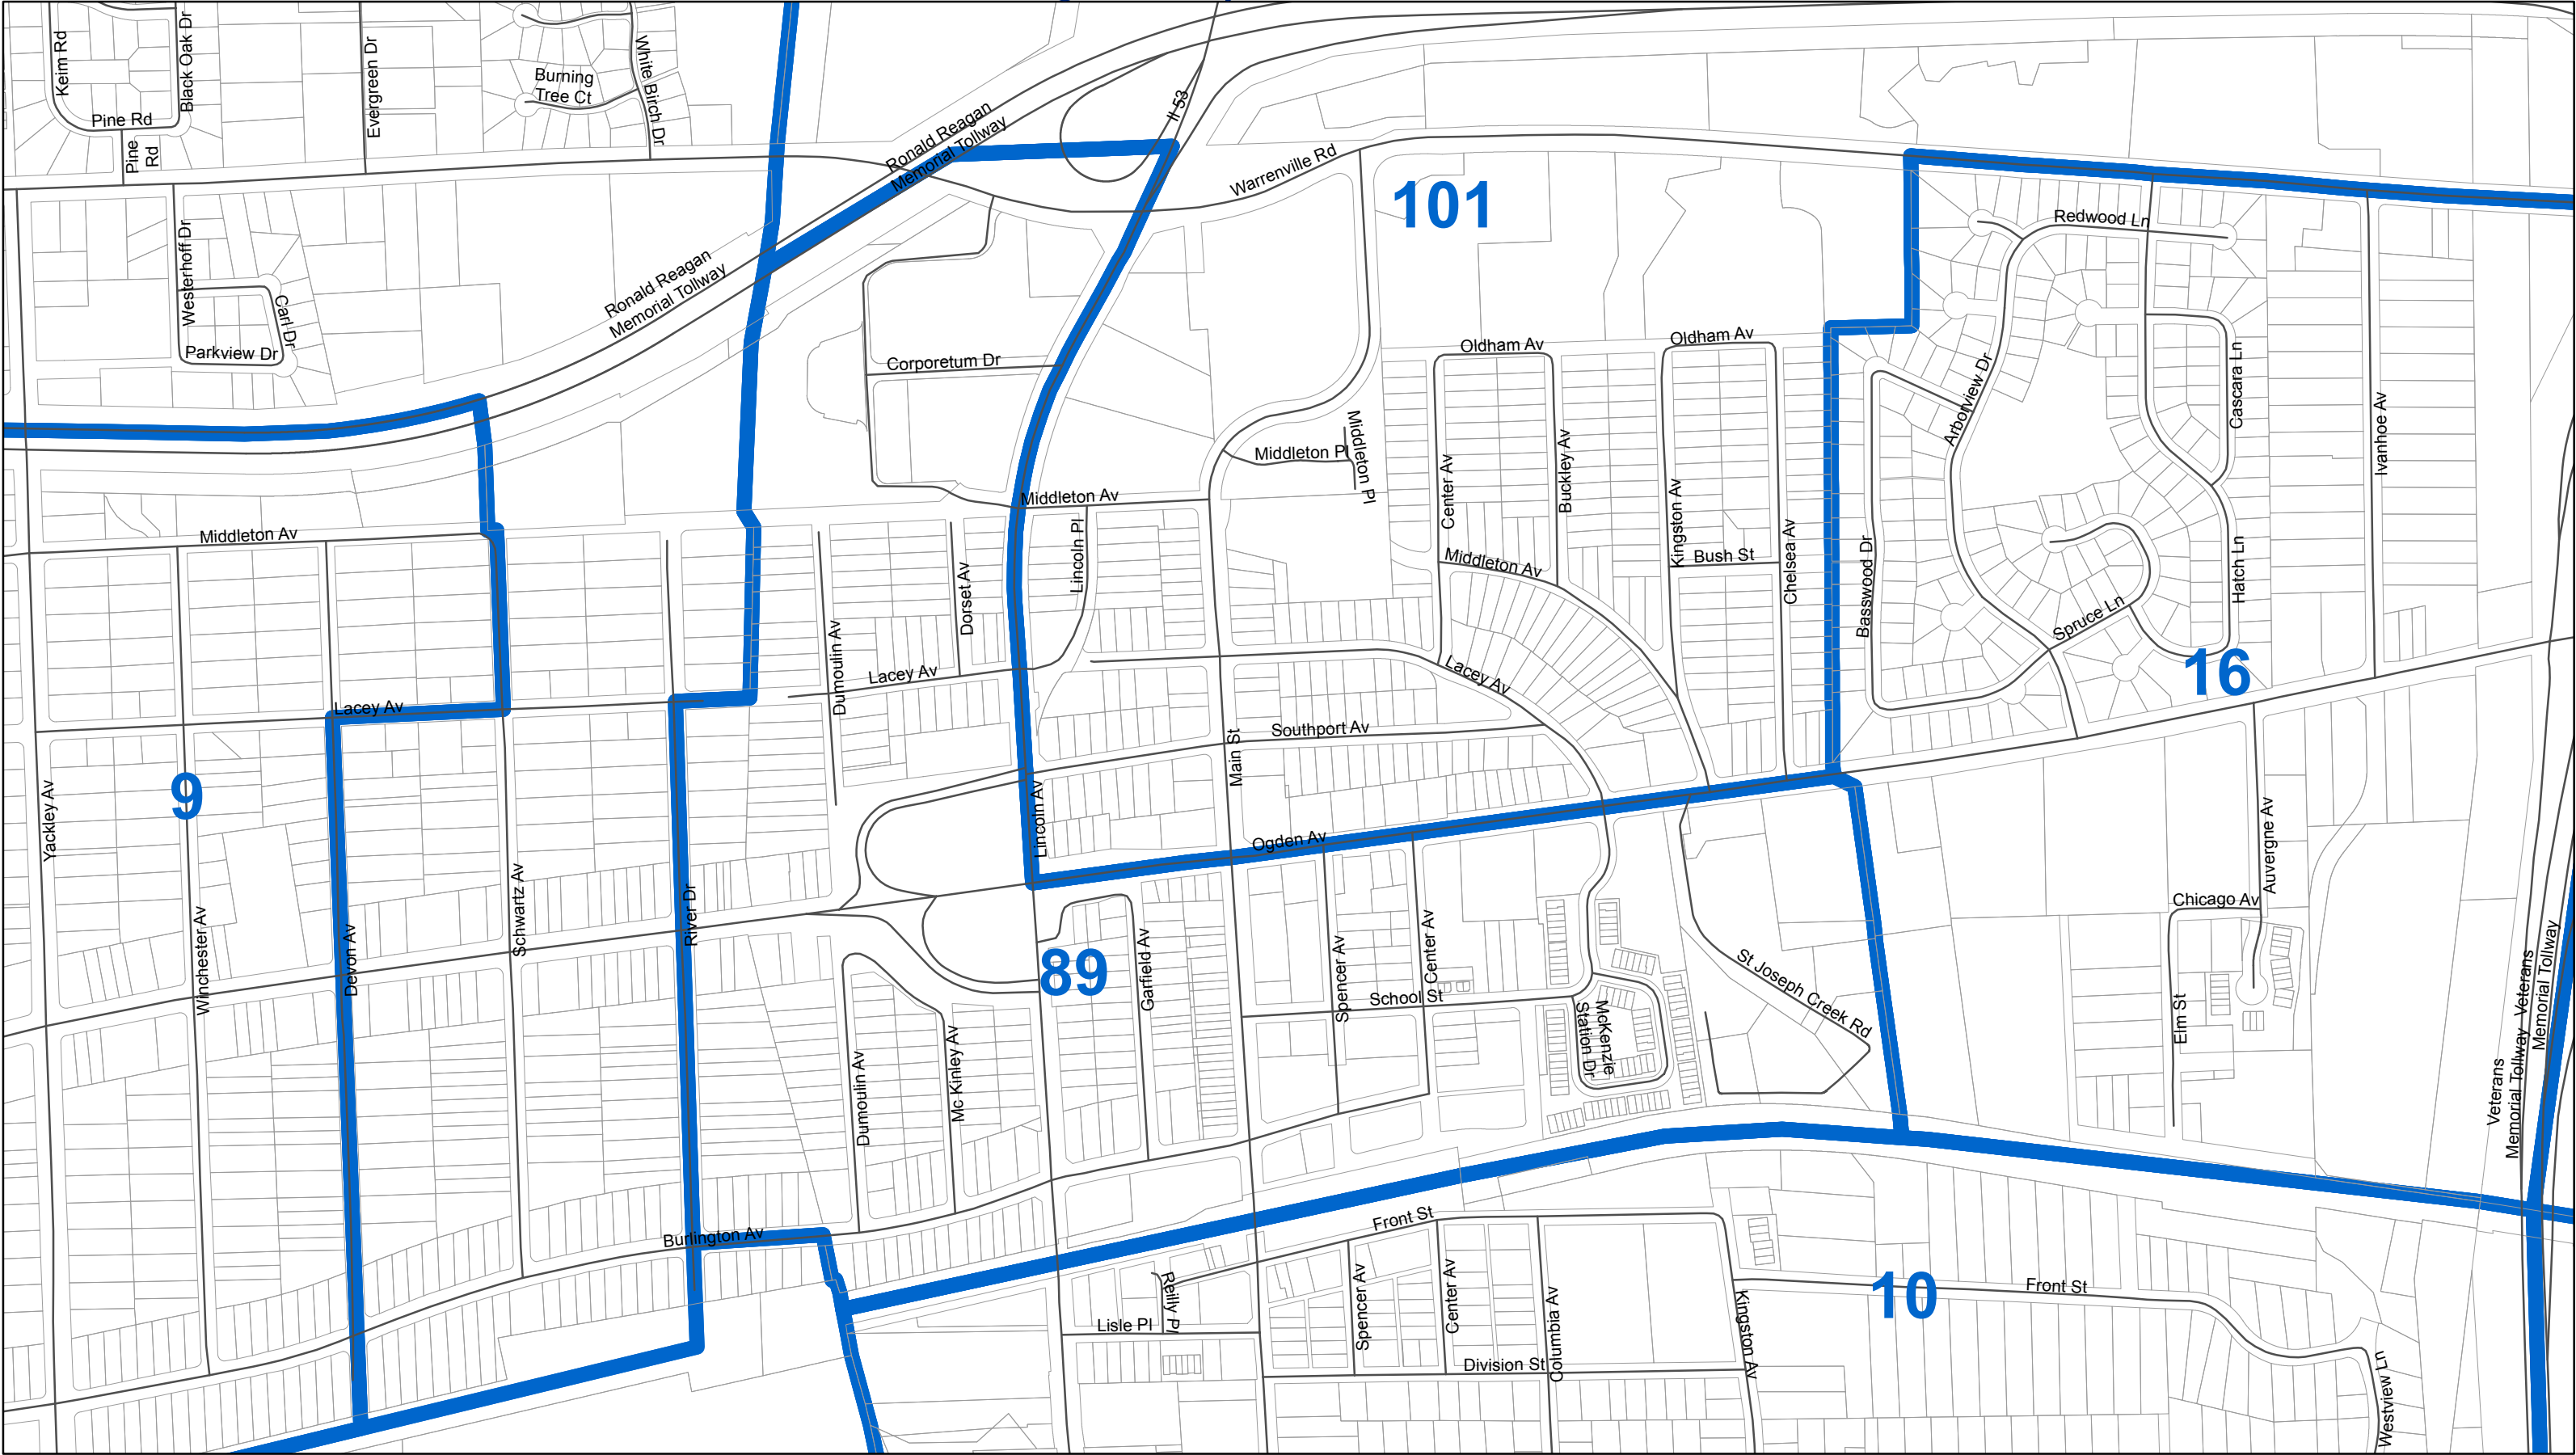 Keim Rd
Black Oak Dr
Evergreen Dr
Burning
Tree Ct
White Birch Dr
Pine Rd
Pine
Rd
Ronald Reagan
Memorial Tollway
Il 53
Warrenville Rd
101
Redwood Ln
Westerhoff Dr
Carl Dr
Parkview Dr
Ronald Reagan
Memorial Tollway
Corporetum Dr
Oldham Av
Oldham Av
Arborview Dr
Cascara Ln
Ivanhoe Av
Middleton Pl
Middleton Pl
Center Av
Buckley Av
Kingston Av
Chelsea Av
Basswood Dr
Hatch Ln
Middleton Av
Middleton Av
Lincoln Pl
Dorset Av
Middleton Av
Bush St
Spruce Ln
16
Dumoulin Av
Lacey Av
Lacey Av
Lacey Av
Southport Av
Main St
9
Yackley Av
Lincoln Av
Ogden Av
Auvergne Av
Chicago Av
Winchester Av
Devon Av
Schwartz Av
River Dr
89
Garfield Av
Spencer Av
Center Av
School St
St Joseph Creek Rd
McKenzie
Station Dr
Elm St
Veterans
Memorial Tollway
Veterans
Memorial Tollway
Dumoulin Av
Mc Kinley Av
Burlington Av
Front St
Reilly Pl
Lisle Pl
Spencer Av
Center Av
Columbia Av
Division St
Kingston Av
10
Front St
Westview Ln